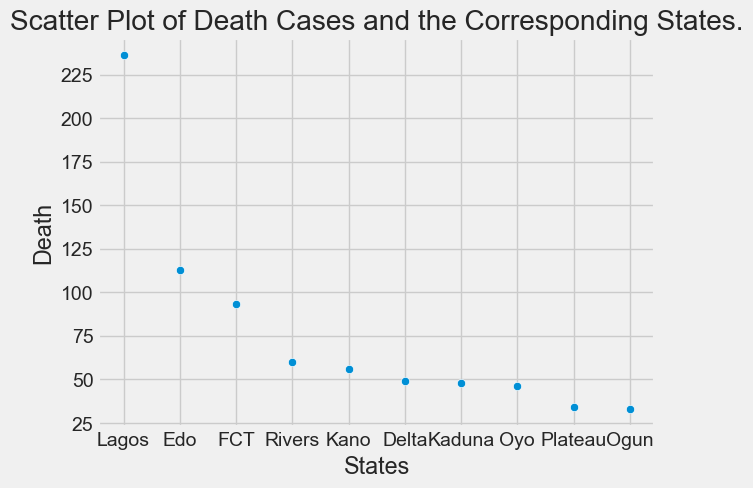 Scatter Plot of Death Cases and the Corresponding States.
225
200
175
150
125
100
75
50
25
Death
Lagos Edo FCT Rivers Kano Delta Kaduna Oyo Plateau Ogun
States